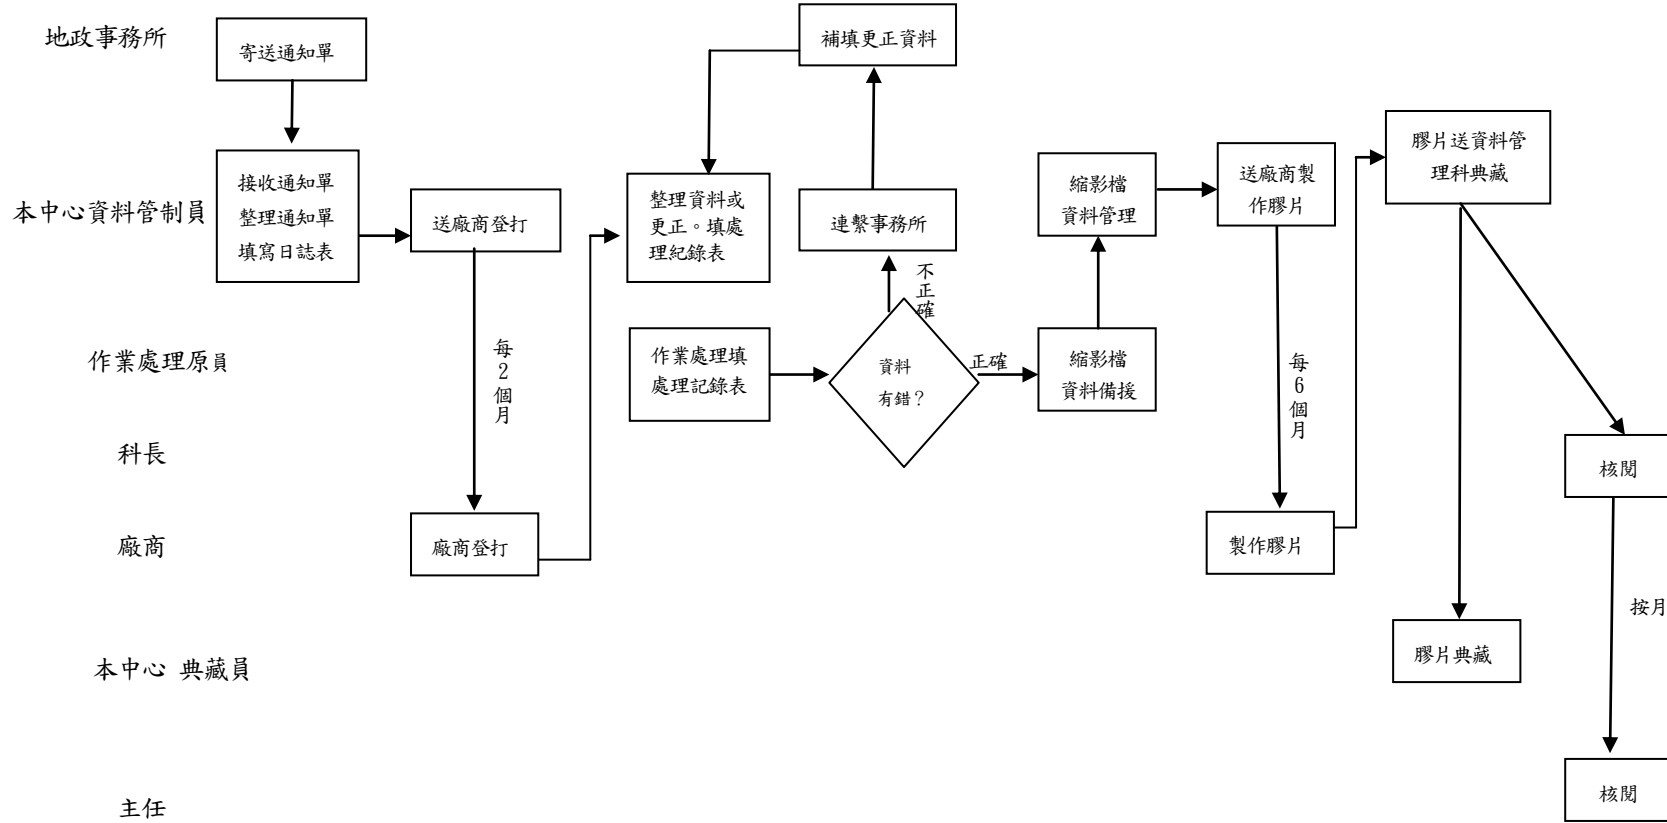 地政事務所
寄送通知單
補填更正資料
膠片送資料管
理科典藏
本中心資料管制員
接收通知單
整理通知單
填寫日誌表
送廠商登打
整理資料或
更正。填處
理紀錄表
連繫事務所
縮影檔
資料管理
送廠商製
作膠片
不正確
作業處理原員
每2個月
作業處理填
處理記錄表
資料
有錯?
正確
縮影檔
資料備援
每6個月
科長
核閱
廠商
廠商登打
製作膠片
按月
本中心 典藏員
膠片典藏
主任
核閱